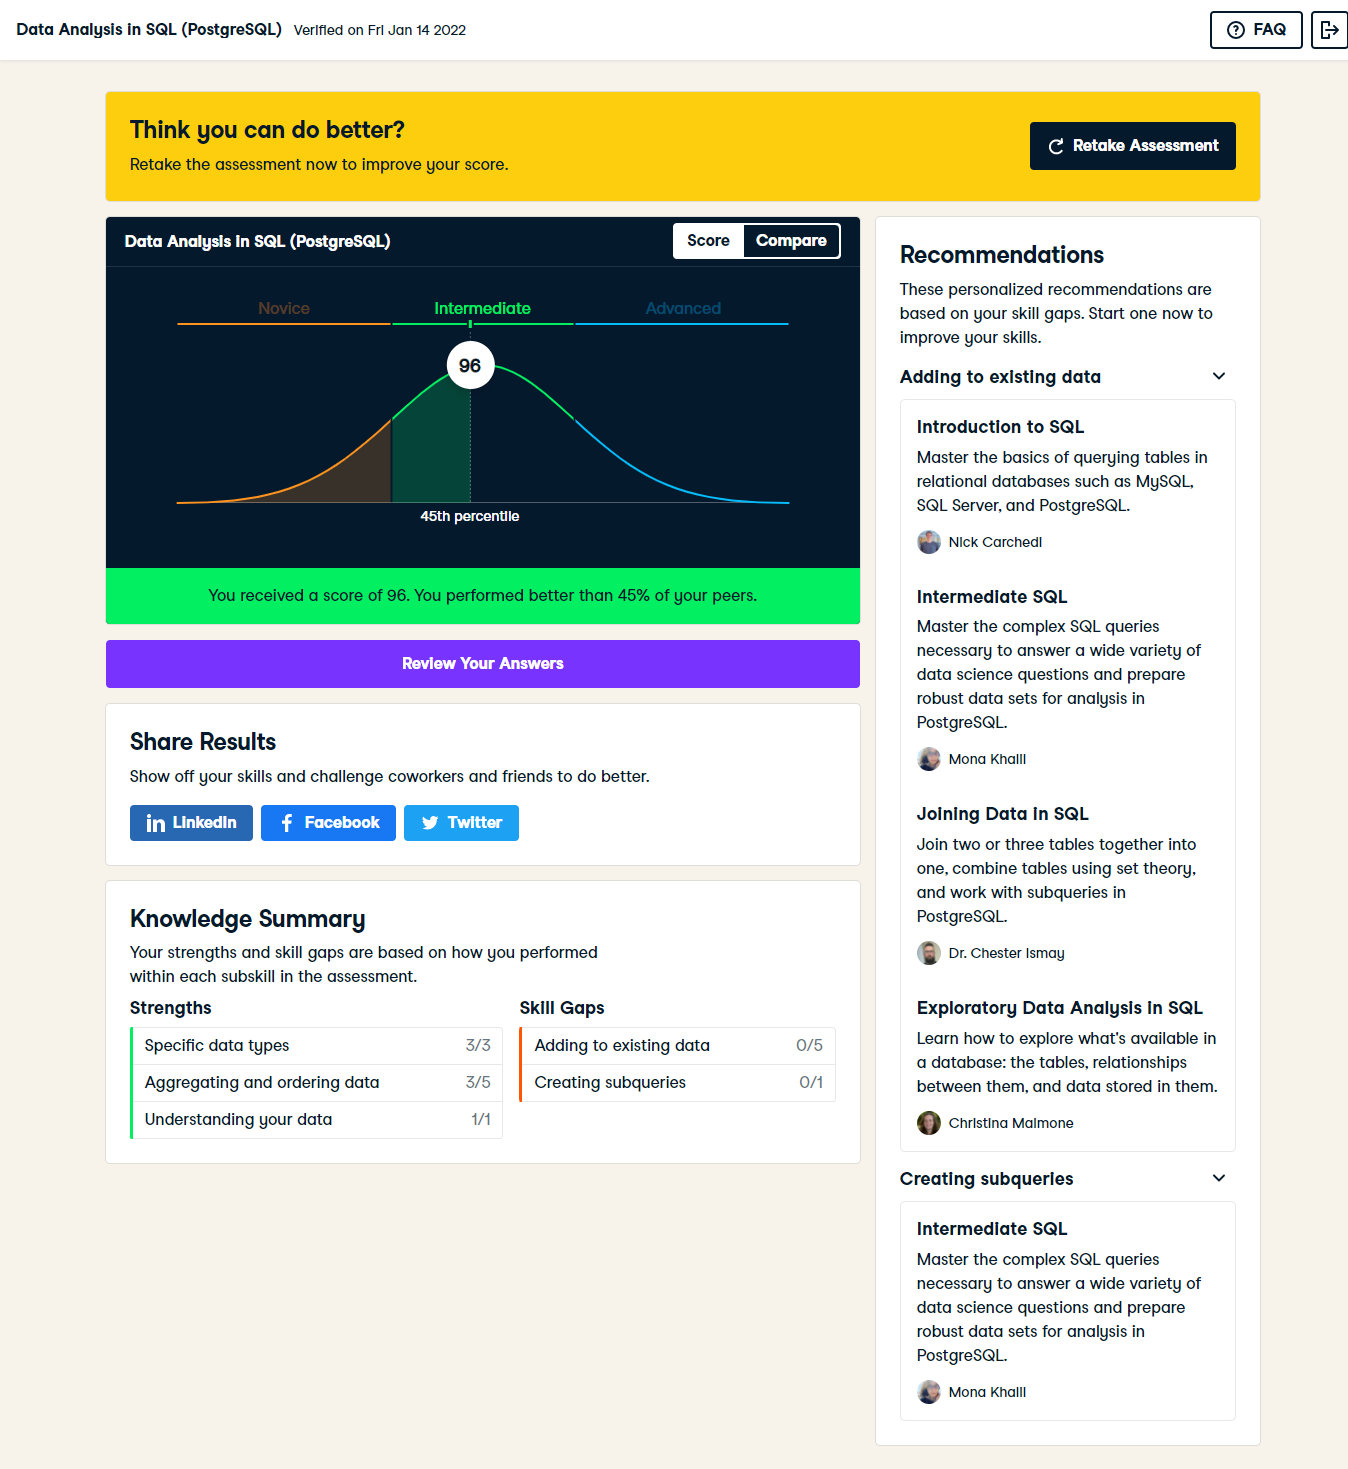 Data Analysis in SQL (PostgreSQL) Verified on Fri Jan 14 2022
FAQ
Think you can do better?
Retake the assessment now to improve your score.
Retake Assessment
Data Analysis in SQL (PostgreSQL)
Score Compare
Novice Intermediate Advanced
96
45th percentile
You received a score of 96. You performed better than 45% of your peers.
Review Your Answers
Share Results
Show off your skills and challenge coworkers and friends to do better.
LinkedIn Facebook Twitter
Knowledge Summary
Your strengths and skill gaps are based on how you performed
within each subskill in the assessment.
Strengths
Specific data types 3/3
Aggregating and ordering data 3/5
Understanding your data 1/1
Skill Gaps
Adding to existing data 0/5
Creating subqueries 0/1
Recommendations
These personalized recommendations are
based on your skill gaps. Start one now to
improve your skills.
Adding to existing data
Introduction to SQL
Master the basics of querying tables in
relational databases such as MySQL,
SQL Server, and PostgreSQL.
Nick Carchedi
Intermediate SQL
Master the complex SQL queries
necessary to answer a wide variety of
data science questions and prepare
robust data sets for analysis in
PostgreSQL.
Mona Khalil
Joining Data in SQL
Join two or three tables together into
one, combine tables using set theory,
and work with subqueries in
PostgreSQL.
Dr. Chester Ismay
Exploratory Data Analysis in SQL
Learn how to explore what's available in
a database: the tables, relationships
between them, and data stored in them.
Christina Maimone
Creating subqueries
Intermediate SQL
Master the complex SQL queries
necessary to answer a wide variety of
data science questions and prepare
robust data sets for analysis in
PostgreSQL.
Mona Khalil